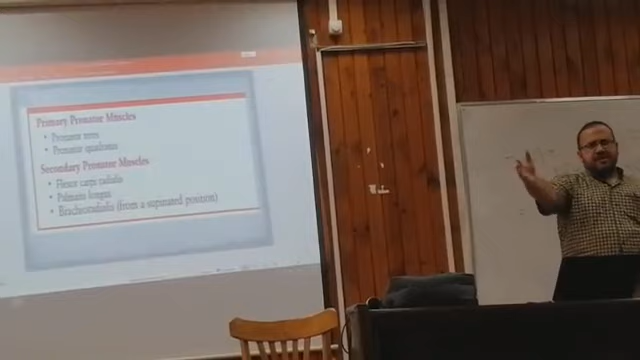 Primary Pronator Muscles
• Pronator teres
• Pronator quadratus
Secondary Pronator Muscles
• Flexor carpi radialis
• Palmaris longus
• Brachioradialis (from a supinated position)